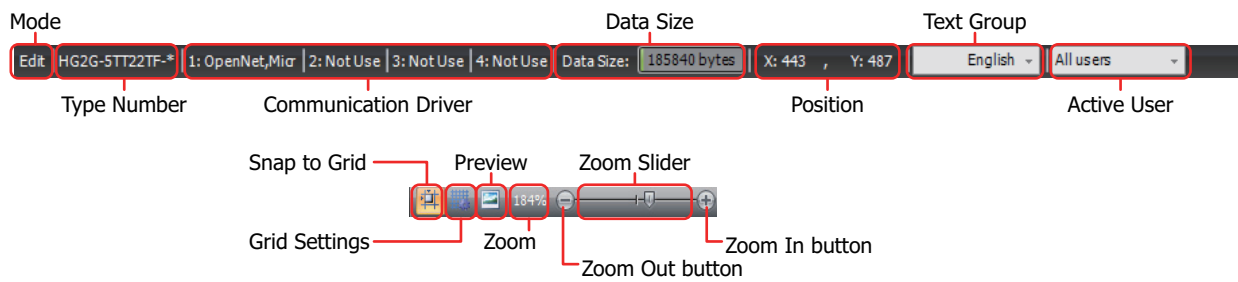 Mode Data Size Text Group
Edit HG2G-5TT22TF-* 1: OpenNet,Micr 2: Not Use 3: Not Use 4: Not Use Data Size: 185840 bytes X: 443 , Y: 487 English All users
Type Number Communication Driver Position Active User
Snap to Grid Preview Zoom Slider
184%
Grid Settings Zoom Zoom In button
Zoom Out button